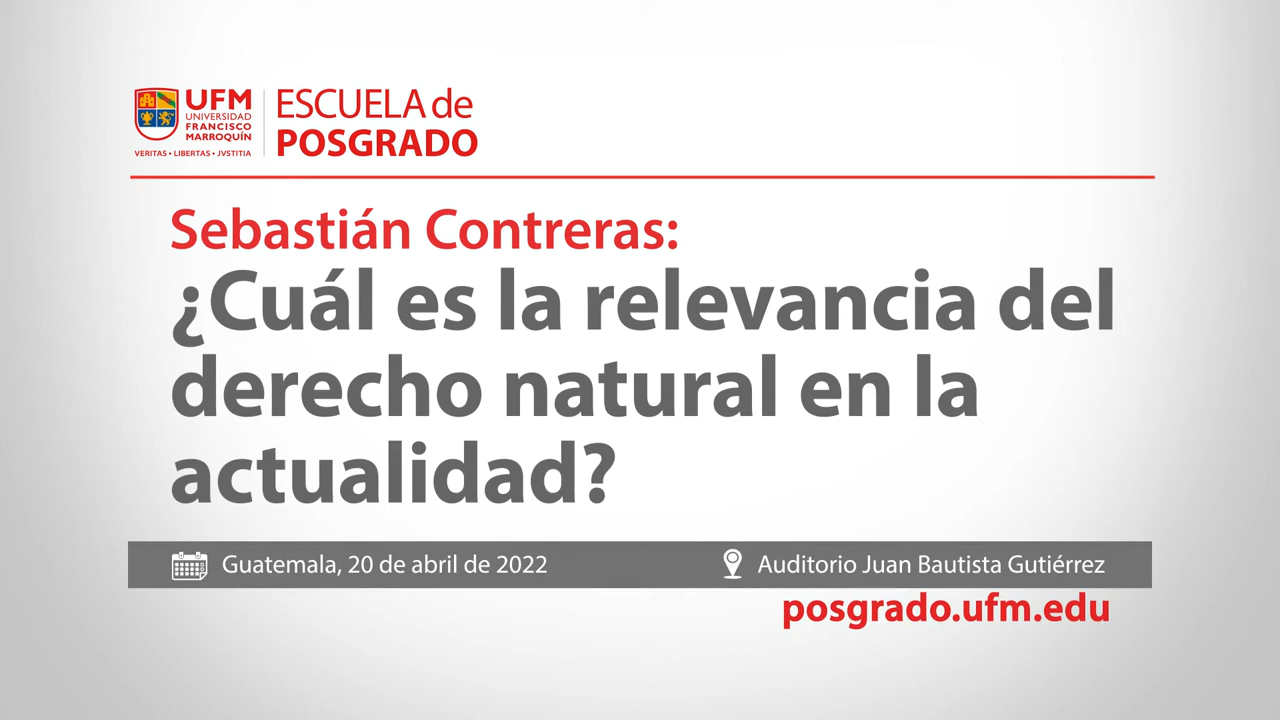 UFM
UNIVERSIDAD
FRANCISCO
MARROQUÍN
VERITAS • LIBERTAS • JVSTITIA
ESCUELA de
POSGRADO
Sebastián Contreras:
¿Cuál es la relevancia del
derecho natural en la
actualidad?
Guatemala, 20 de abril de 2022
Auditorio Juan Bautista Gutiérrez
posgrado.ufm.edu